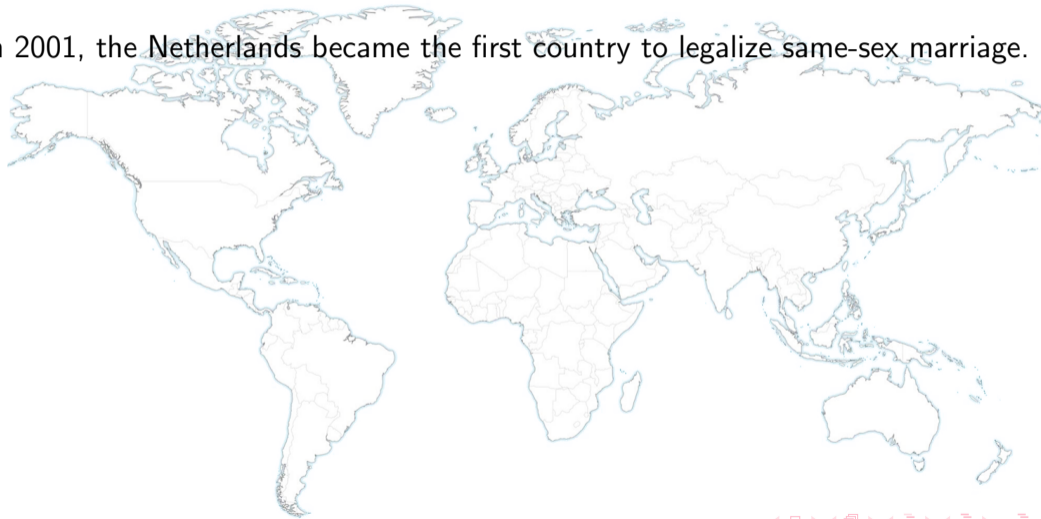 2001, the Netherlands became the first country to legalize same-sex marriage.